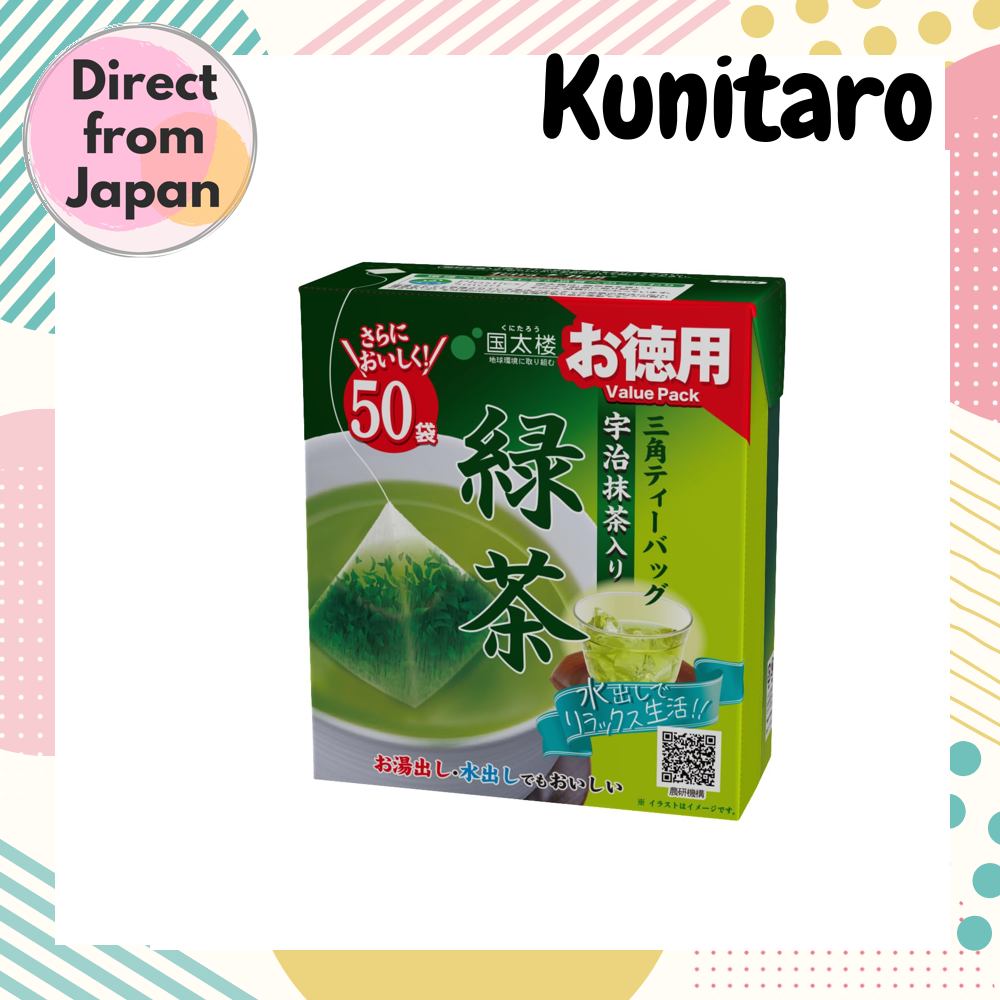 Direct
from
Japan
Kunitaro
さらに
おいしく!
50袋
くにたろう
国太楼
地球環境に取り組む
お徳用
Value Pack
三角ティーバッグ
宇治抹茶入り
緑茶
水出しで
リラックス生活!!
お湯出し・水出しでもおいしい
農研機構
※ イラストはイメージです。